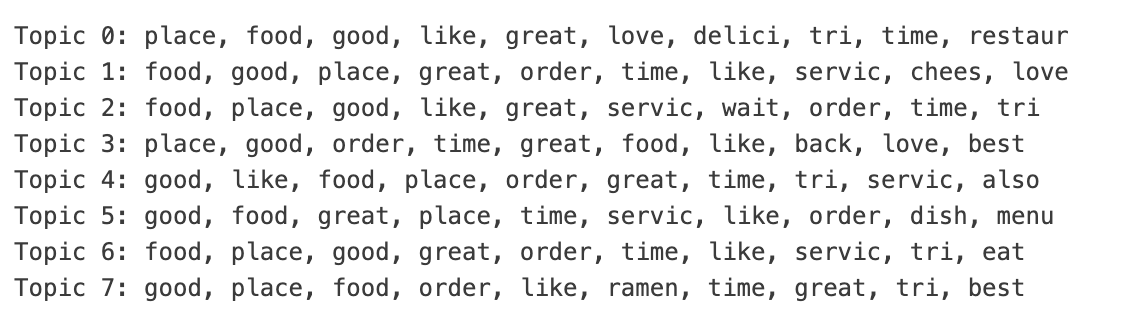 Topic 0: place, food, good, like, great, love, delici, tri, time, restaur
Topic 1: food, good, place, great, order, time, like, servic, chees, love
Topic 2: food, place, good, like, great, servic, wait, order, time, tri
Topic 3: place, good, order, time, great, food, like, back, love, best
Topic 4: good, like, food, place, order, great, time, tri, servic, also
Topic 5: good, food, great, place, time, servic, like, order, dish, menu
Topic 6: food, place, good, great, order, time, like, servic, tri, eat
Topic 7: good, place, food, order, like, ramen, time, great, tri, best